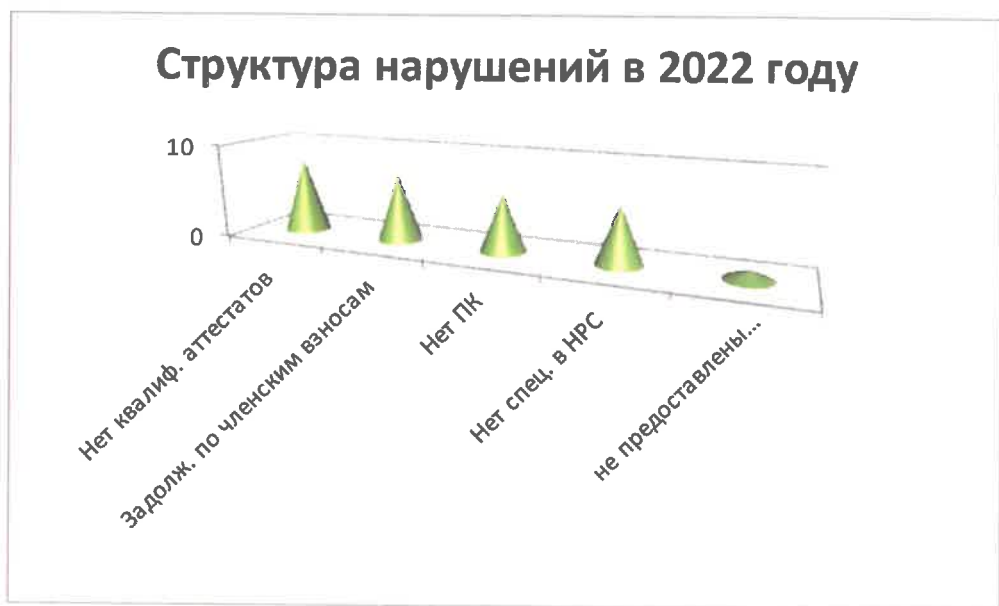 Структура нарушений в 2022 году
10
0
Нет квалиф. аттестатов
Задолж. по членским взносам
Нет ПК
Нет спец. в НРС
не предоставлены...